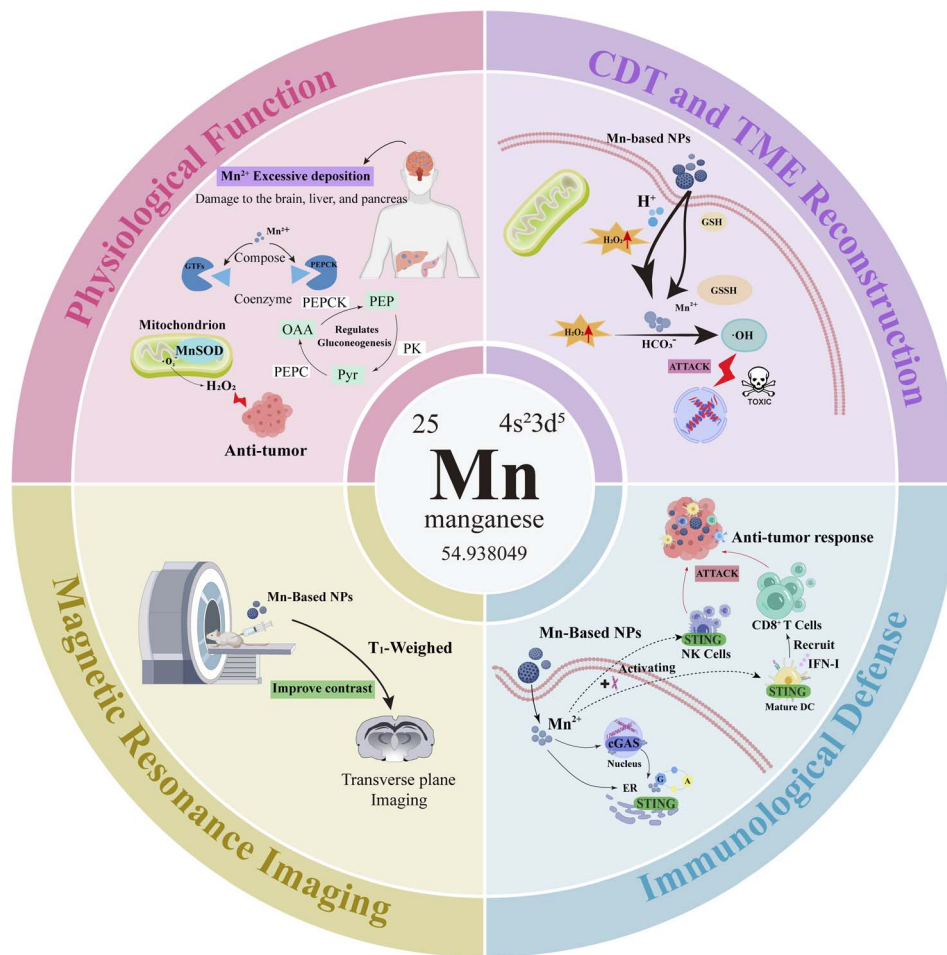 Physiological Function
Mn²⁺ Excessive deposition
Damage to the brain, liver, and pancreas
Mn²⁺
Compose
GTFs
PEPCK
Coenzyme
PEPCK
PEP
OAA
Regulates
Gluconeogenesis
PK
PEPC
Pyr
Mitochondrion
MnSOD
·O₂⁻
H₂O₂
Anti-tumor
CDT and TME Reconstruction
Mn-based NPs
H⁺
GSH
H₂O₂
GSSH
Mn²⁺
H₂O₂
HCO₃⁻
·OH
ATTACK
TOXIC
25
4s²3d⁵
Mn
manganese
54.938049
Magnetic Resonance Imaging
Mn-Based NPs
T₁-Weighed
Improve contrast
Transverse plane
Imaging
Immunological Defense
Anti-tumor response
ATTACK
CD8⁺ T Cells
STING
NK Cells
Recruit
IFN-I
STING
Mature DC
Mn-Based NPs
Activating
+
Mn²⁺
cGAS
Nucleus
G
A
ER
STING